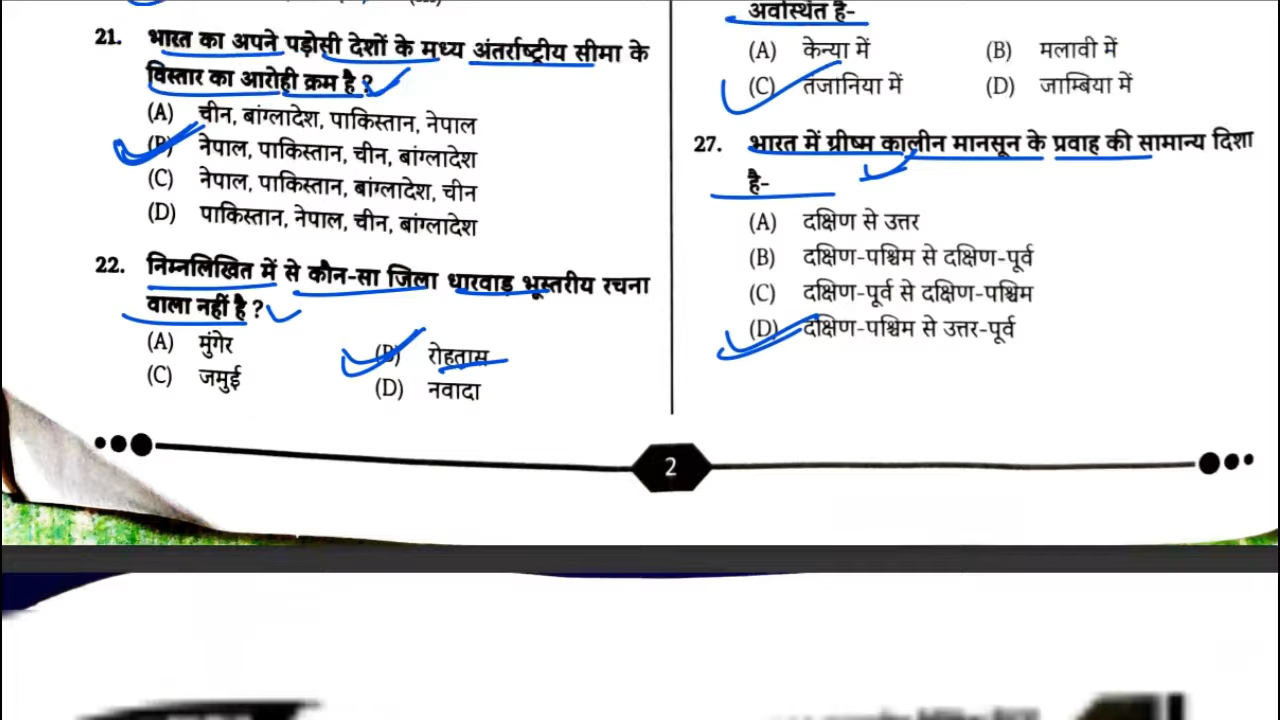 21. भारत का अपने पड़ोसी देशों के मध्य अंतर्राष्ट्रीय सीमा के
विस्तार का आरोही क्रम है ?
(A) चीन, बांग्लादेश, पाकिस्तान, नेपाल
(B) नेपाल, पाकिस्तान, चीन, बांग्लादेश
(C) नेपाल, पाकिस्तान, बांग्लादेश, चीन
(D) पाकिस्तान, नेपाल, चीन, बांग्लादेश
22. निम्नलिखित में से कौन-सा जिला धारवाड़ भूस्तरीय रचना
वाला नहीं है ?
(A) मुंगेर (B) रोहतास
(C) जमुई (D) नवादा
अवस्थित है-
(A) केन्या में (B) मलावी में
(C) तंजानिया में (D) जाम्बिया में
27. भारत में ग्रीष्म कालीन मानसून के प्रवाह की सामान्य दिशा
है-
(A) दक्षिण से उत्तर
(B) दक्षिण-पश्चिम से दक्षिण-पूर्व
(C) दक्षिण-पूर्व से दक्षिण-पश्चिम
(D) दक्षिण-पश्चिम से उत्तर-पूर्व
2